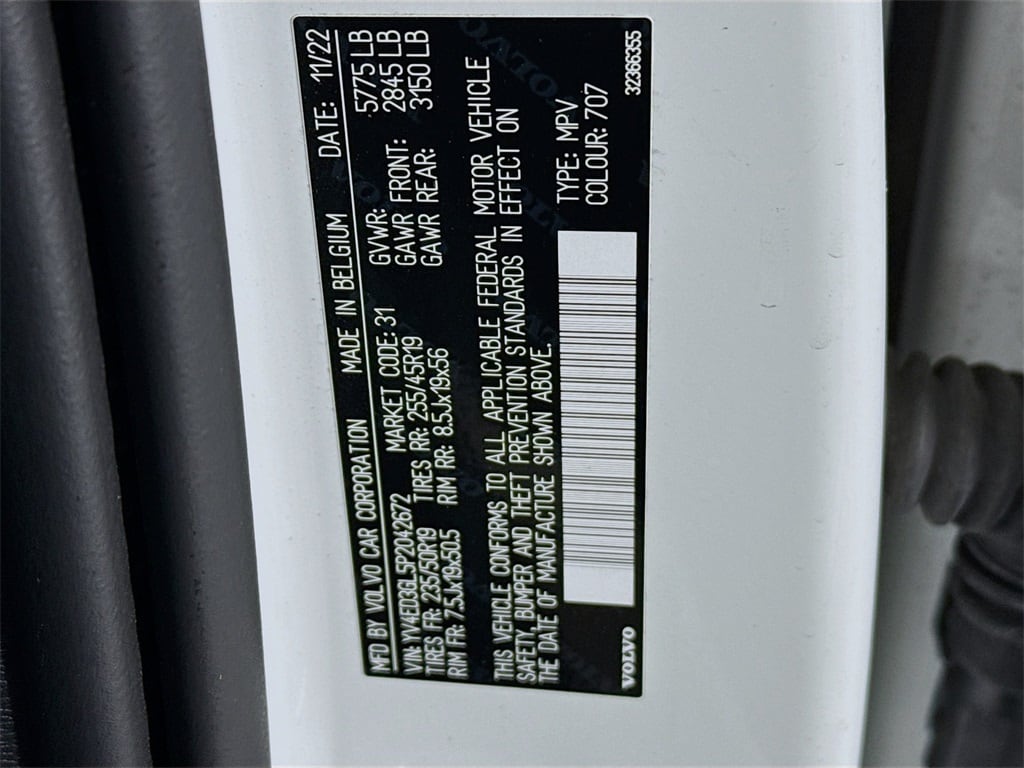 MFD BY VOLVO CAR CORPORATION MADE IN BELGIUM DATE: 11/22
VIN: YV4ED3GL5P2042672 MARKET CODE: 31 GVWR: 5775 LB
TIRES FR: 235/50R19 TIRES RR: 255/45R19 GAWR FRONT: 2845 LB
RIM FR: 7.5Jx19x50.5 RIM RR: 8.5Jx19x56 GAWR REAR: 3150 LB
THIS VEHICLE CONFORMS TO ALL APPLICABLE FEDERAL MOTOR VEHICLE
SAFETY, BUMPER AND THEFT PREVENTION STANDARDS IN EFFECT ON
THE DATE OF MANUFACTURE SHOWN ABOVE.
TYPE: MPV
COLOUR: 707
VOLVO 32366355